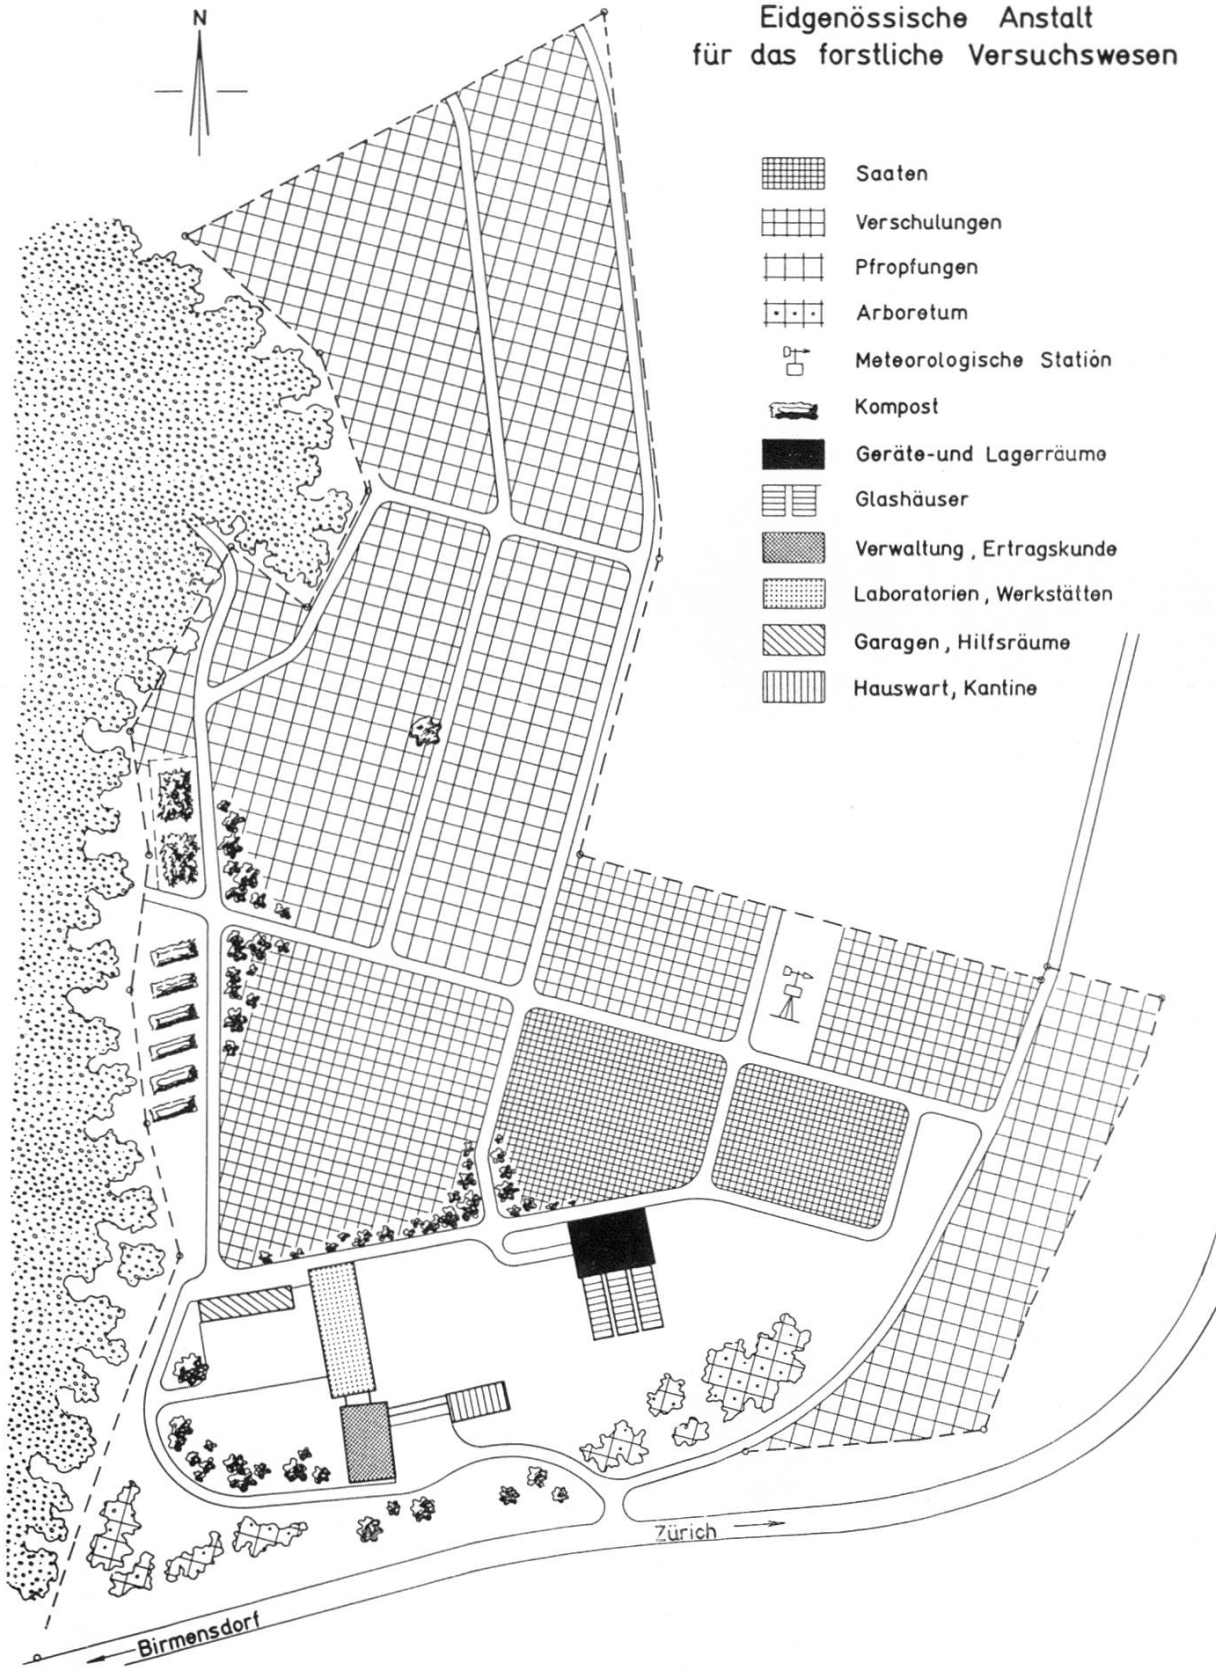 N
Eidgenössische Anstalt
für das forstliche Versuchswesen
Saaten
Verschulungen
Pfropfungen
Arboretum
Meteorologische Station
Kompost
Geräte-und Lagerräume
Glashäuser
Verwaltung, Ertragskunde
Laboratorien, Werkstätten
Garagen, Hilfsräume
Hauswart, Kantine
Zürich
Birmensdorf